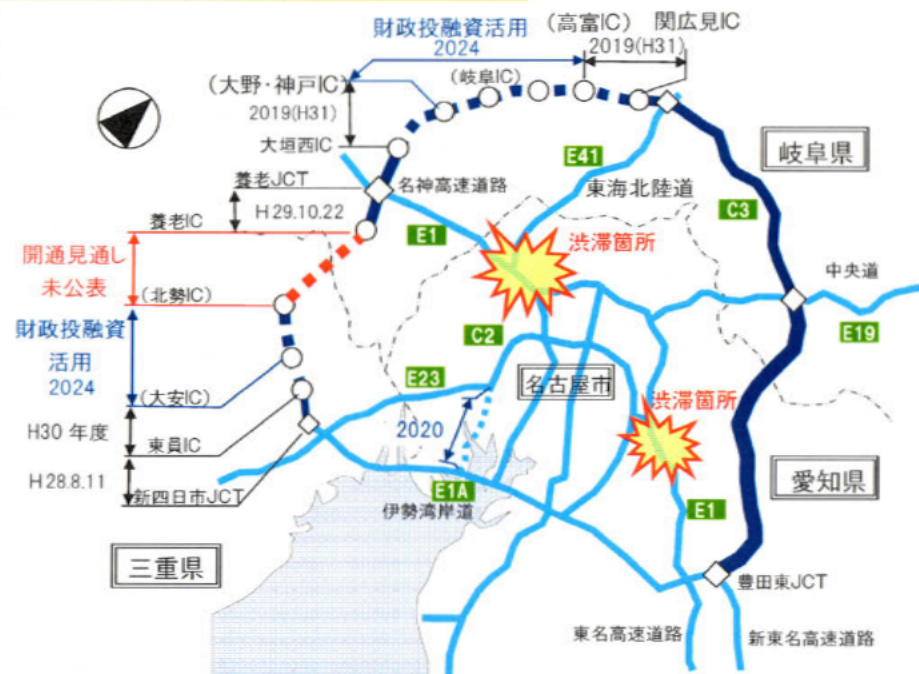 財政投融資活用
2024
(高富IC)
関広見IC
2019(H31)
(大野・神戸IC)
(岐阜IC)
2019(H31)
大垣西IC
岐阜県
E41
養老JCT
名神高速道路
東海北陸道
C3
H29.10.22
養老IC
E1
渋滞箇所
開通見通し
未公表
中央道
(北勢IC)
E19
財政投融資
活用
2024
C2
E23
名古屋市
渋滞箇所
(大安IC)
2020
H30 年度
東員IC
H28.8.11
新四日市JCT
E1A
伊勢湾岸道
E1
愛知県
三重県
豊田東JCT
東名高速道路
新東名高速道路